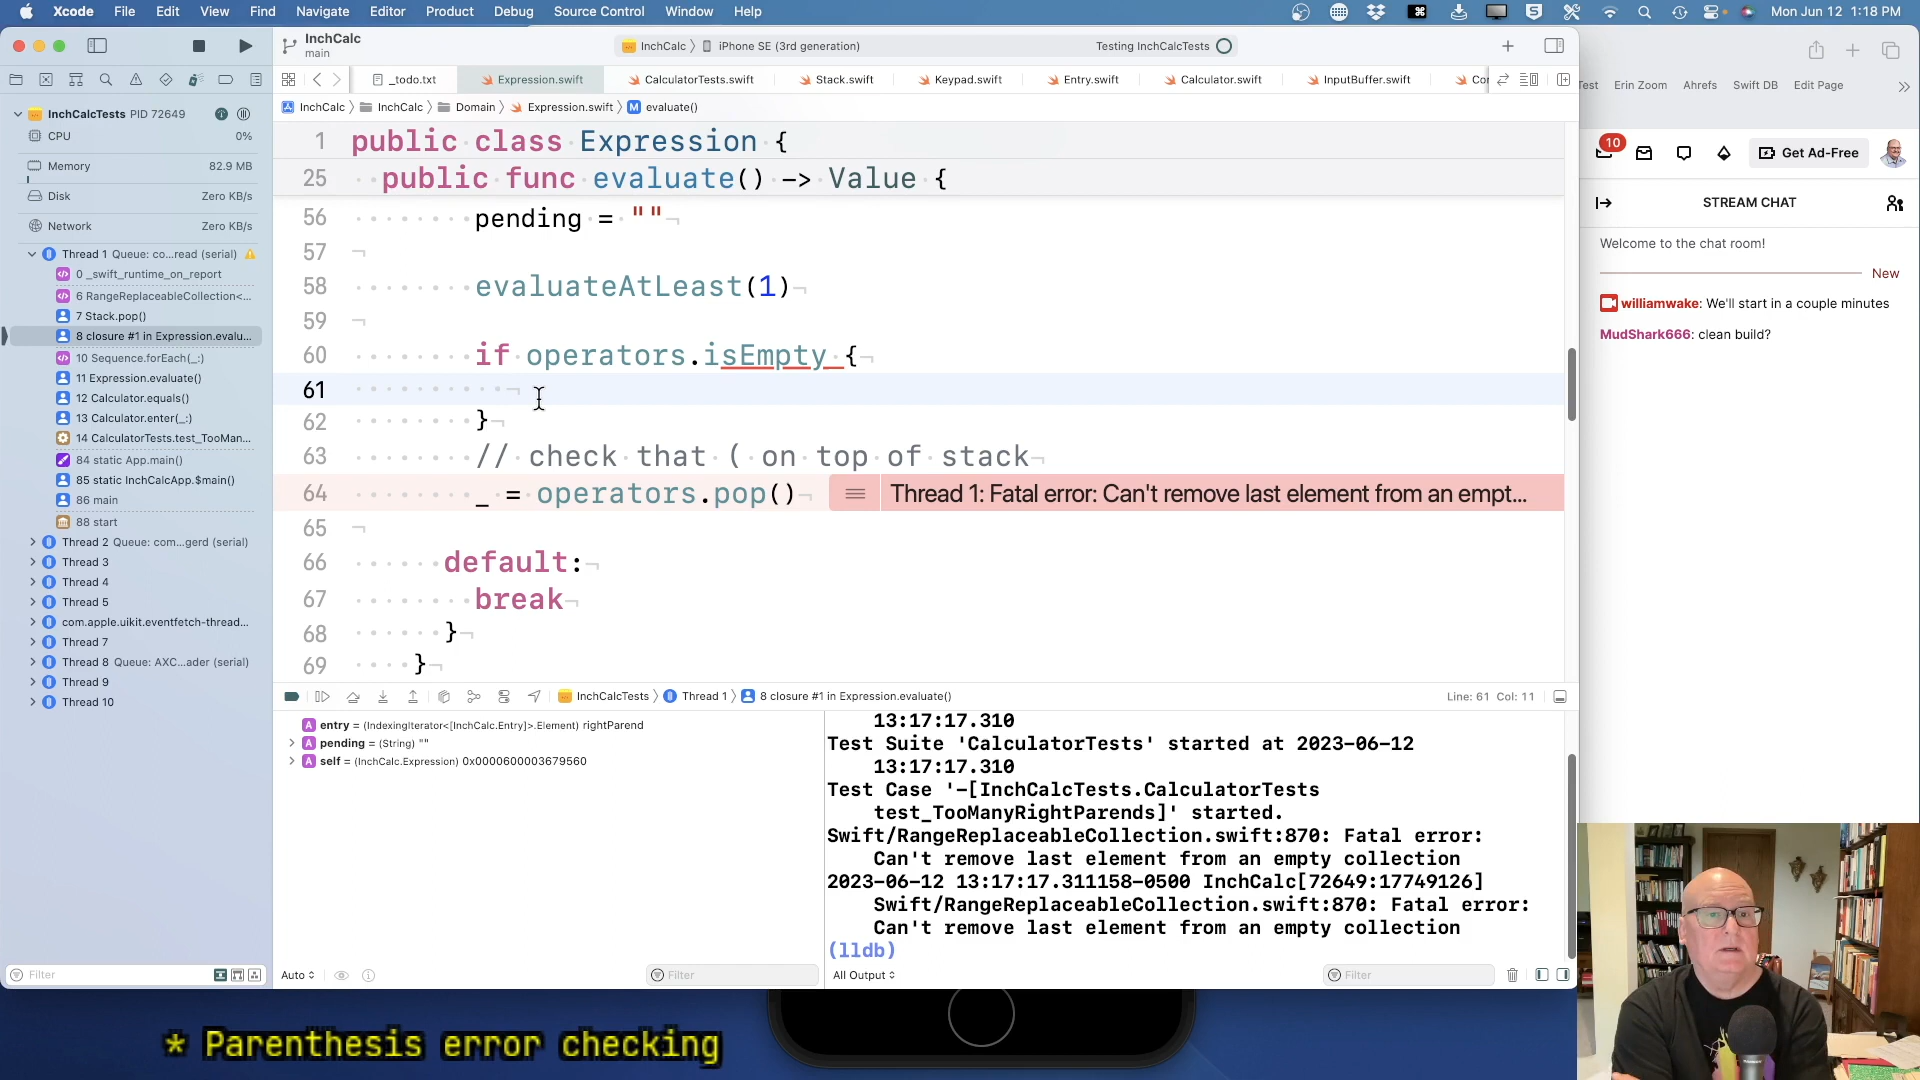 Xcode File Edit View Find Navigate Editor Product Debug Source Control Window Help Mon Jun 12 1:18 PM
InchCalc
main
InchCalc iPhone SE (3rd generation) Testing InchCalcTests
_todo.txt Expression.swift CalculatorTests.swift Stack.swift Keypad.swift Entry.swift Calculator.swift InputBuffer.swift
InchCalc InchCalc Domain Expression.swift M evaluate()
InchCalcTests PID 72649
CPU 0%
Memory 82.9 MB
Disk Zero KB/s
Network Zero KB/s
Thread 1 Queue: co...read (serial)
0 _swift_runtime_on_report
6 RangeReplaceableCollection<...
7 Stack.pop()
8 closure #1 in Expression.evalu...
10 Sequence.forEach(_:)
11 Expression.evaluate()
12 Calculator.equals()
13 Calculator.enter(_:)
14 CalculatorTests.test_TooMan...
84 static App.main()
85 static InchCalcApp.$main()
86 main
88 start
Thread 2 Queue: com...gerd (serial)
Thread 3
Thread 4
Thread 5
com.apple.uikit.eventfetch-thread...
Thread 7
Thread 8 Queue: AXC...ader (serial)
Thread 9
Thread 10
Filter
1 public class Expression {
25 public func evaluate() -> Value {
56 pending = ""
57
58 evaluateAtLeast(1)
59
60 if operators.isEmpty {
61
62 }
63 // check that ( on top of stack
64 _ = operators.pop() Thread 1: Fatal error: Can't remove last element from an empt...
65
66 default:
67 break
68 }
69 }
InchCalcTests Thread 1 8 closure #1 in Expression.evaluate() Line: 61 Col: 11
A entry = (IndexingIterator<[InchCalc.Entry]>.Element) rightParend
A pending = (String) ""
A self = (InchCalc.Expression) 0x0000600003679560
Auto Filter
13:17:17.310
Test Suite 'CalculatorTests' started at 2023-06-12
13:17:17.310
Test Case '-[InchCalcTests.CalculatorTests
test_TooManyRightParends]' started.
Swift/RangeReplaceableCollection.swift:870: Fatal error:
Can't remove last element from an empty collection
2023-06-12 13:17:17.311158-0500 InchCalc[72649:17749126]
Swift/RangeReplaceableCollection.swift:870: Fatal error:
Can't remove last element from an empty collection
(lldb)
All Output Filter
Erin Zoom Ahrefs Swift DB Edit Page
10 Get Ad-Free
STREAM CHAT
Welcome to the chat room!
New
williamwake: We'll start in a couple minutes
MudShark666: clean build?
* Parenthesis error checking